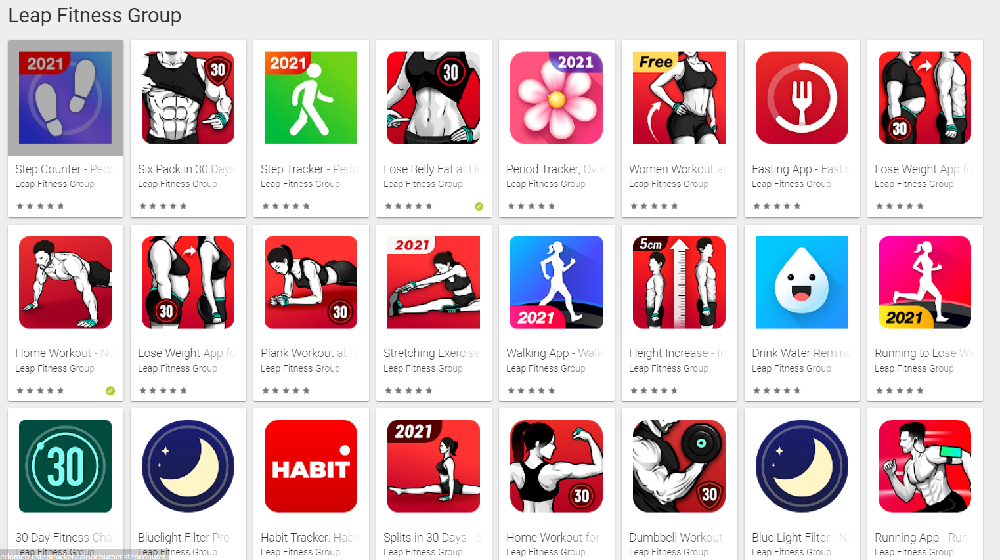 Leap Fitness Group
2021
30
2021
30
2021
Free
30
Step Counter - Pedo
Six Pack in 30 Days
Step Tracker - Pedo
Lose Belly Fat at Ho
Period Tracker, Ovul
Women Workout at
Fasting App - Fastin
Lose Weight App fo
Leap Fitness Group
Leap Fitness Group
Leap Fitness Group
Leap Fitness Group
Leap Fitness Group
Leap Fitness Group
Leap Fitness Group
Leap Fitness Group
30
30
2021
2021
5cm
2021
Home Workout - No
Lose Weight App fo
Plank Workout at H
Stretching Exercise
Walking App - Walki
Height Increase - In
Drink Water Remind
Running to Lose We
Leap Fitness Group
Leap Fitness Group
Leap Fitness Group
Leap Fitness Group
Leap Fitness Group
Leap Fitness Group
Leap Fitness Group
Leap Fitness Group
30
HABIT
2021
30
30
30 Day Fitness Chal
Bluelight Filter Pro -
Habit Tracker: Habit
Splits in 30 Days - S
Home Workout for
Dumbbell Workout
Blue Light Filter - Ni
Running App - Run
Leap Fitness Group
Leap Fitness Group
Leap Fitness Group
Leap Fitness Group
Leap Fitness Group
Leap Fitness Group
Leap Fitness Group
Leap Fitness Group
edometer.steptracker.calorieburner.stepcounter